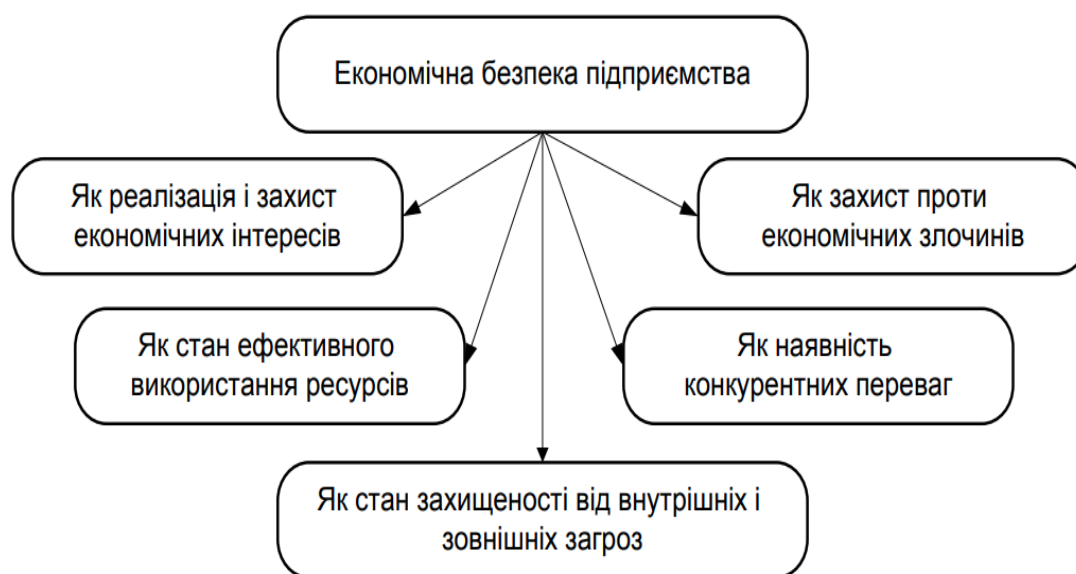 Економічна безпека підприємства
Як реалізація і захист
економічних інтересів
Як захист проти
економічних злочинів
Як стан ефективного
використання ресурсів
Як наявність
конкурентних переваг
Як стан захищеності від внутрішніх і
зовнішніх загроз